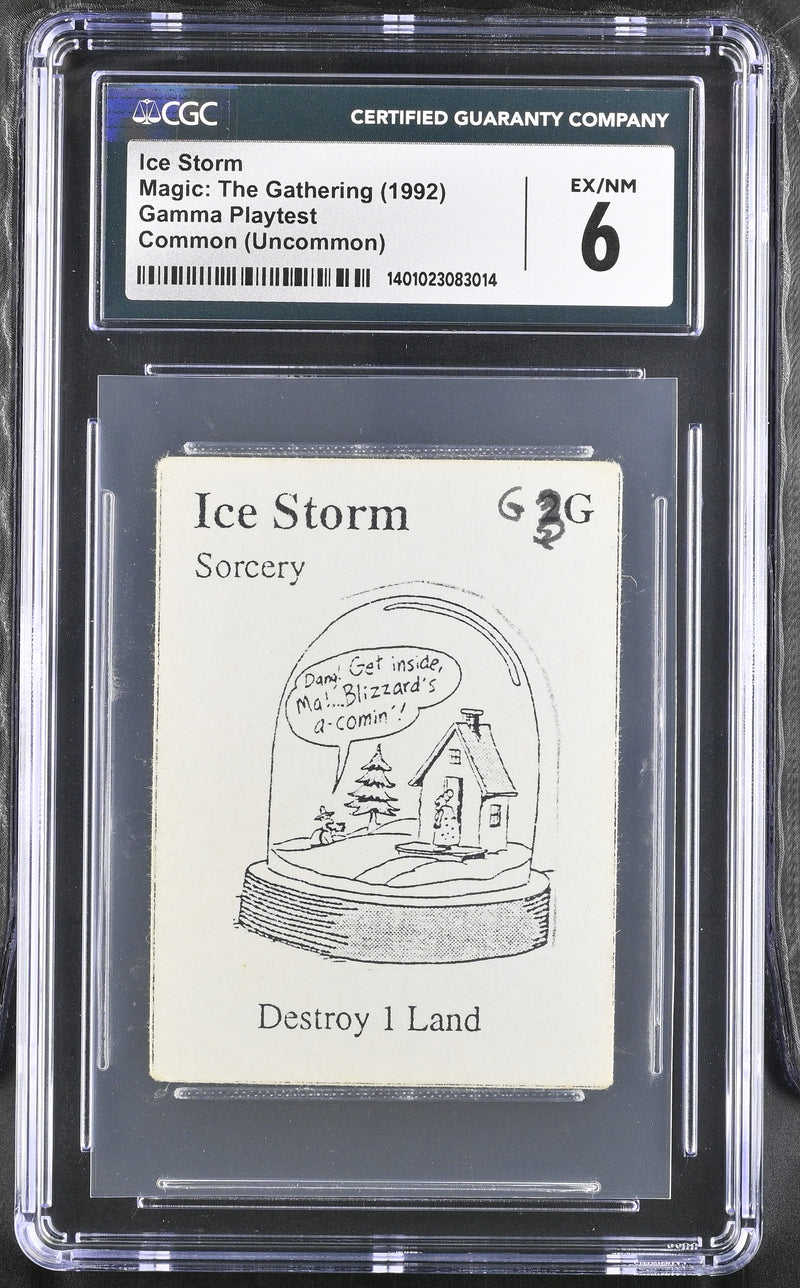 CGC
CERTIFIED GUARANTY COMPANY
Ice Storm
Magic: The Gathering (1992)
Gamma Playtest
Common (Uncommon)
1401023083014
EX/NM
6
Ice Storm
G G
Sorcery
Dang! Get inside,
Ma!...Blizzard's
a-comin'!
Destroy 1 Land